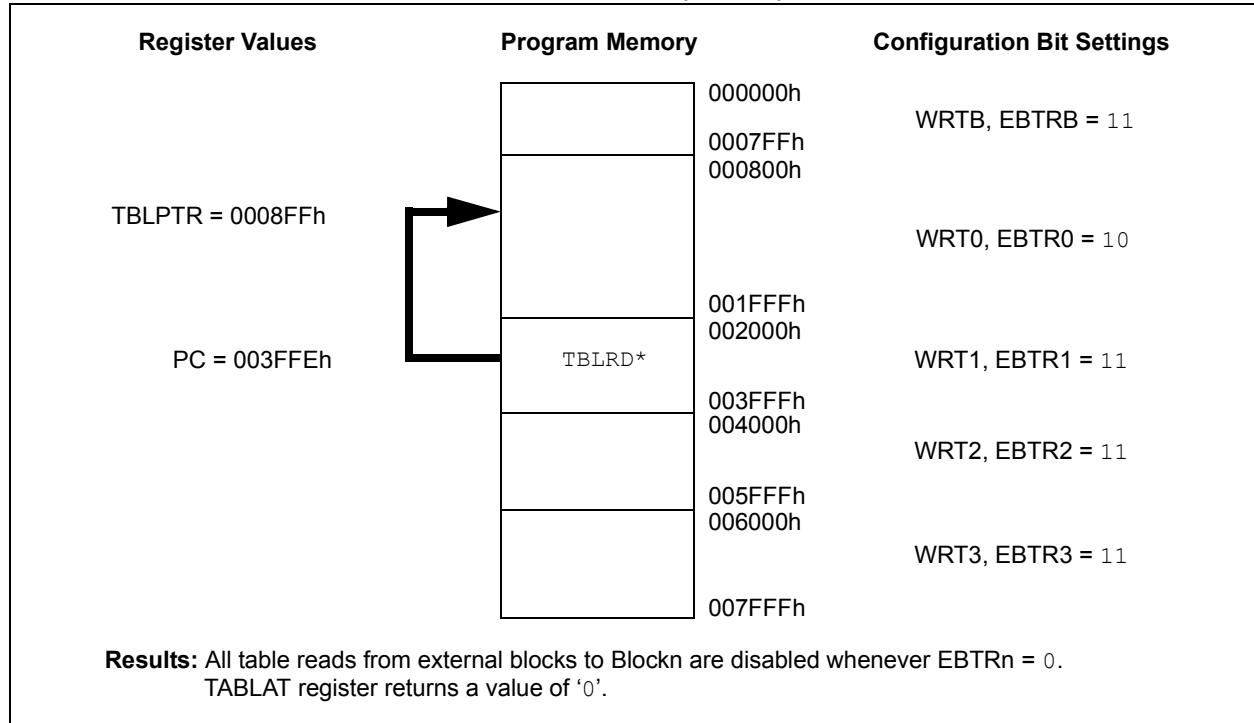 Register Values Program Memory Configuration Bit Settings
000000h
WRTB, EBTRB = 11
0007FFh
000800h
TBLPTR = 0008FFh
WRT0, EBTR0 = 10
001FFFh
002000h
PC = 003FFEh TBLRD* WRT1, EBTR1 = 11
003FFFh
004000h
WRT2, EBTR2 = 11
005FFFh
006000h
WRT3, EBTR3 = 11
007FFFh
Results: All table reads from external blocks to Blockn are disabled whenever EBTRn = 0.
TABLAT register returns a value of ‘0’.